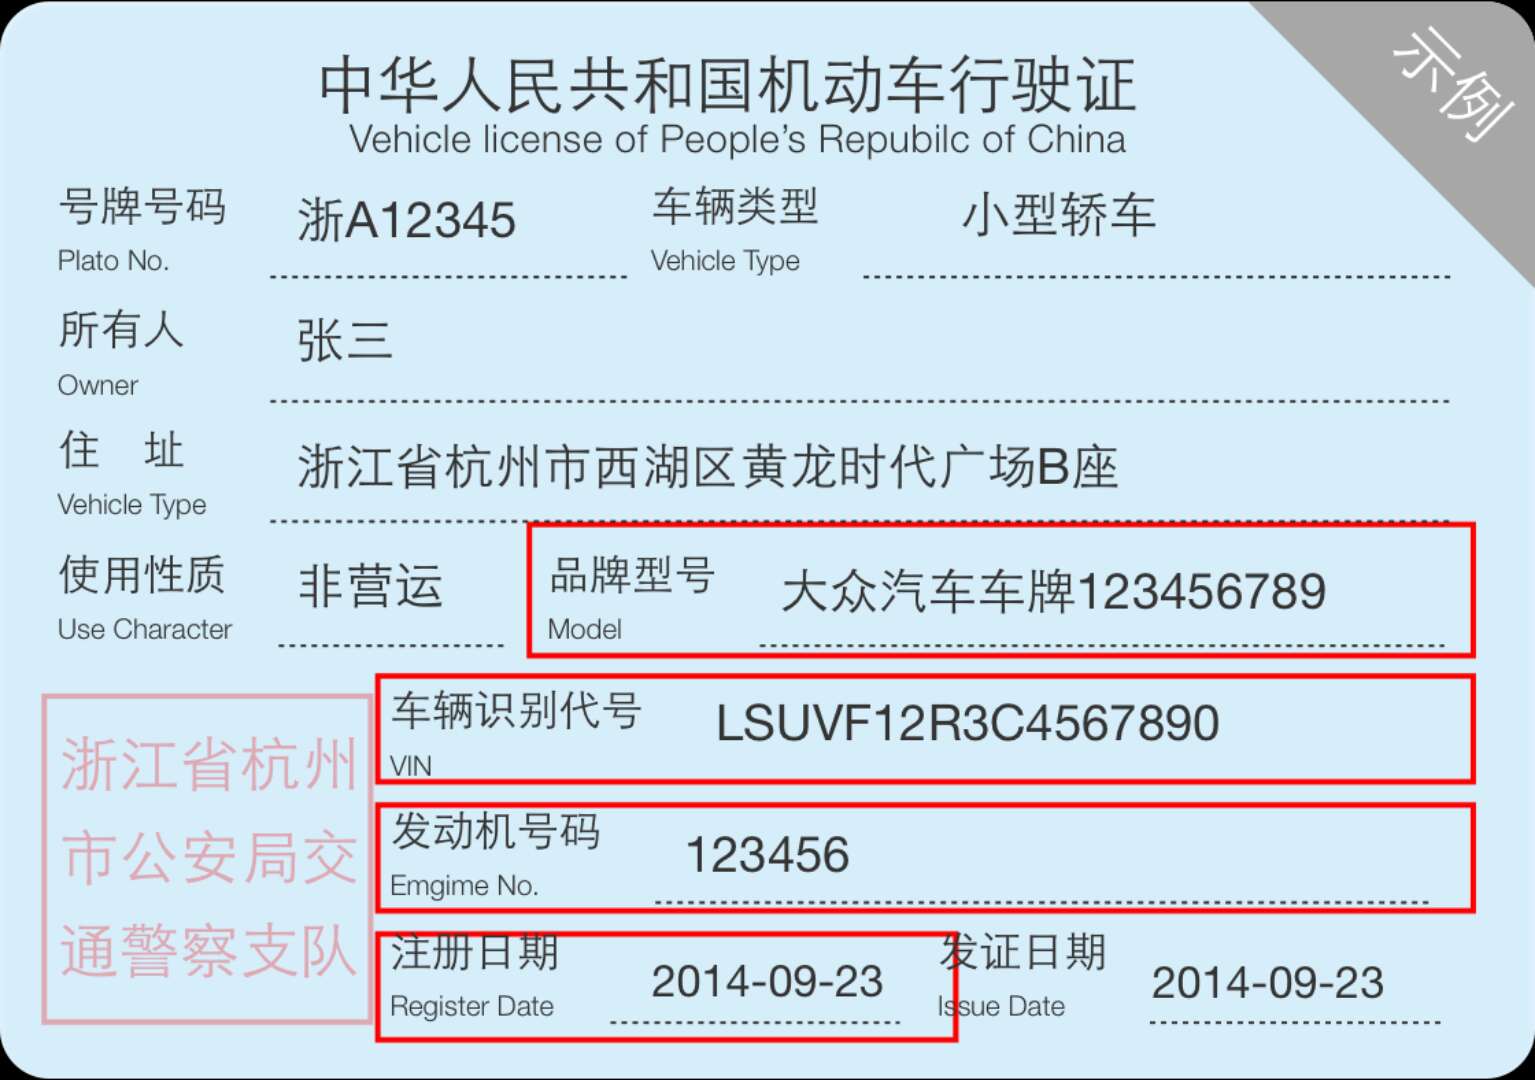 示例
中华人民共和国机动车行驶证
Vehicle license of People's Republic of China
号牌号码 浙A12345 车辆类型 小型轿车
Plato No. Vehicle Type
所有人 张三
Owner
住 址 浙江省杭州市西湖区黄龙时代广场B座
Vehicle Type
使用性质 非营运 品牌型号 大众汽车车牌123456789
Use Character Model
车辆识别代号 LSUVF12R3C4567890
VIN
发动机号码 123456
Emgime No.
注册日期 2014-09-23 发证日期 2014-09-23
Register Date Issue Date
浙江省杭州
市公安局交
通警察支队